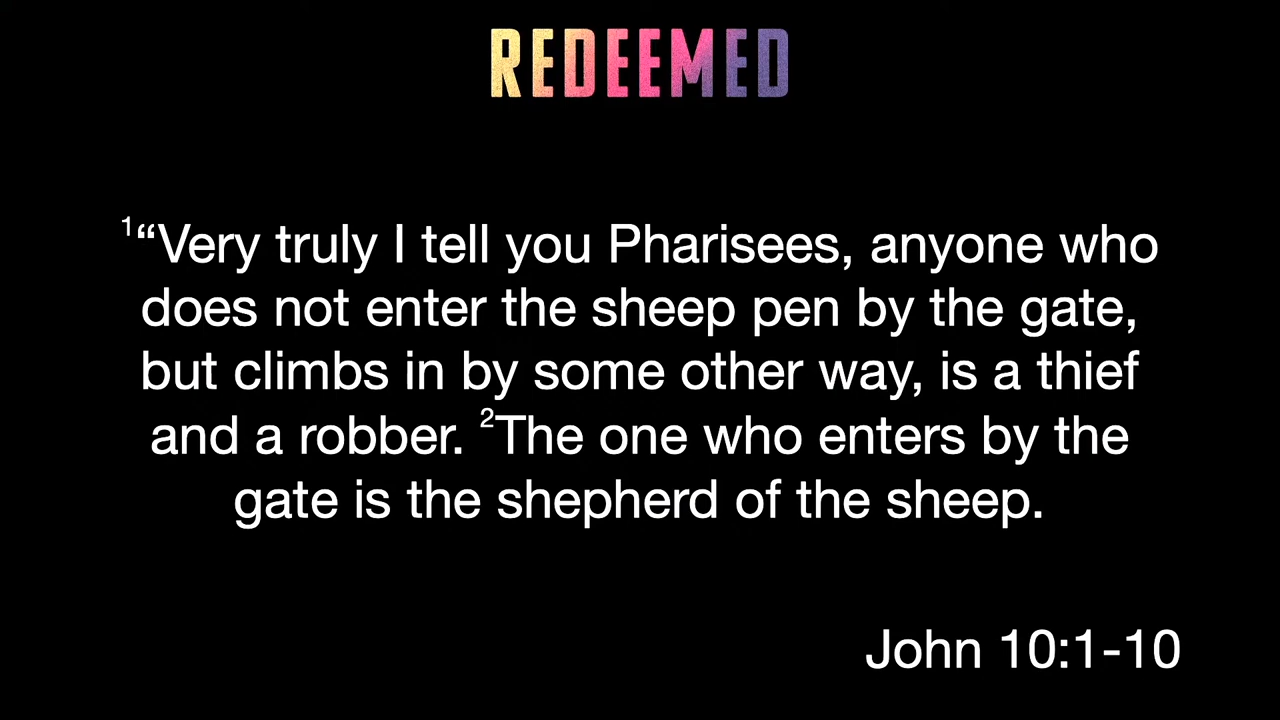 REDEEMED
1“Very truly I tell you Pharisees, anyone who
does not enter the sheep pen by the gate,
but climbs in by some other way, is a thief
and a robber. 2The one who enters by the
gate is the shepherd of the sheep.
John 10:1-10